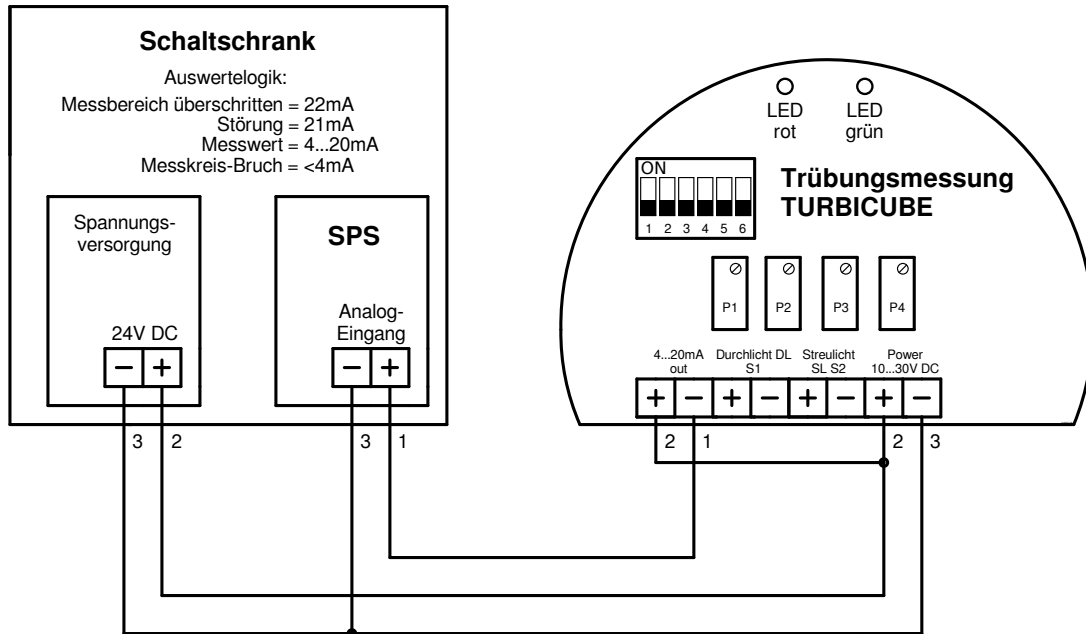 Schaltschrank
Auswertelogik:
Messbereich überschritten = 22mA
Störung = 21mA
Messwert = 4...20mA
Messkreis-Bruch = <4mA
Spannungs-
versorgung
24V DC
− +
3 2
SPS
Analog-
Eingang
− +
3 1
LED
rot
LED
grün
ON
1 2 3 4 5 6
Trübungsmessung
TURBICUBE
P1 P2 P3 P4
4...20mA
out
Durchlicht DL
S1
Streulicht
SL S2
Power
10...30V DC
+ − + − + − + −
2 1 2 3